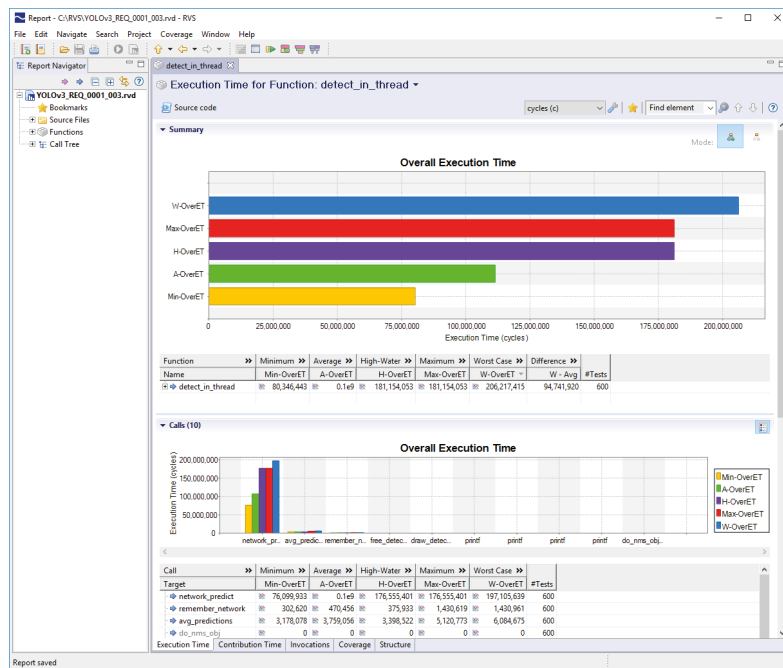 Report - C:\RVS\YOLOv3_REQ_0001_003.rvd - RVS
File Edit Navigate Search Project Coverage Window Help
Report Navigator
detect_in_thread
YOLOv3_REQ_0001_003.rvd
Bookmarks
Source Files
Functions
Call Tree
Execution Time for Function: detect_in_thread
Source code
cycles (c)
Find element
Summary
Mode:
Overall Execution Time
W-OverET
Max-OverET
H-OverET
A-OverET
Min-OverET
0 25,000,000 50,000,000 75,000,000 100,000,000 125,000,000 150,000,000 175,000,000 200,000,000
Execution Time (cycles)
Function » Minimum » Average » High-Water » Maximum » Worst Case » Difference »
Name Min-OverET A-OverET H-OverET Max-OverET W-OverET W - Avg #Tests
detect_in_thread 80,346,443 0.1e9 181,154,053 181,154,053 206,217,415 94,741,920 600
Calls (10)
Overall Execution Time
Execution Time (cycles)
200,000,000
150,000,000
100,000,000
50,000,000
0
network_pr.. avg_predic.. remember_n.. free_detec.. draw_detec.. printf printf printf printf do_nms_obj..
Min-OverET
A-OverET
H-OverET
Max-OverET
W-OverET
Call » Minimum » Average » High-Water » Maximum » Worst Case »
Target Min-OverET A-OverET H-OverET Max-OverET W-OverET #Tests
network_predict 76,099,933 0.1e9 176,555,401 176,555,401 197,105,639 600
remember_network 302,620 470,456 375,933 1,430,619 1,430,961 600
avg_predictions 3,178,078 3,759,056 3,398,522 5,120,773 6,084,675 600
do_nms_obj 0 0 0 0 0 600
Execution Time Contribution Time Invocations Coverage Structure
Report saved